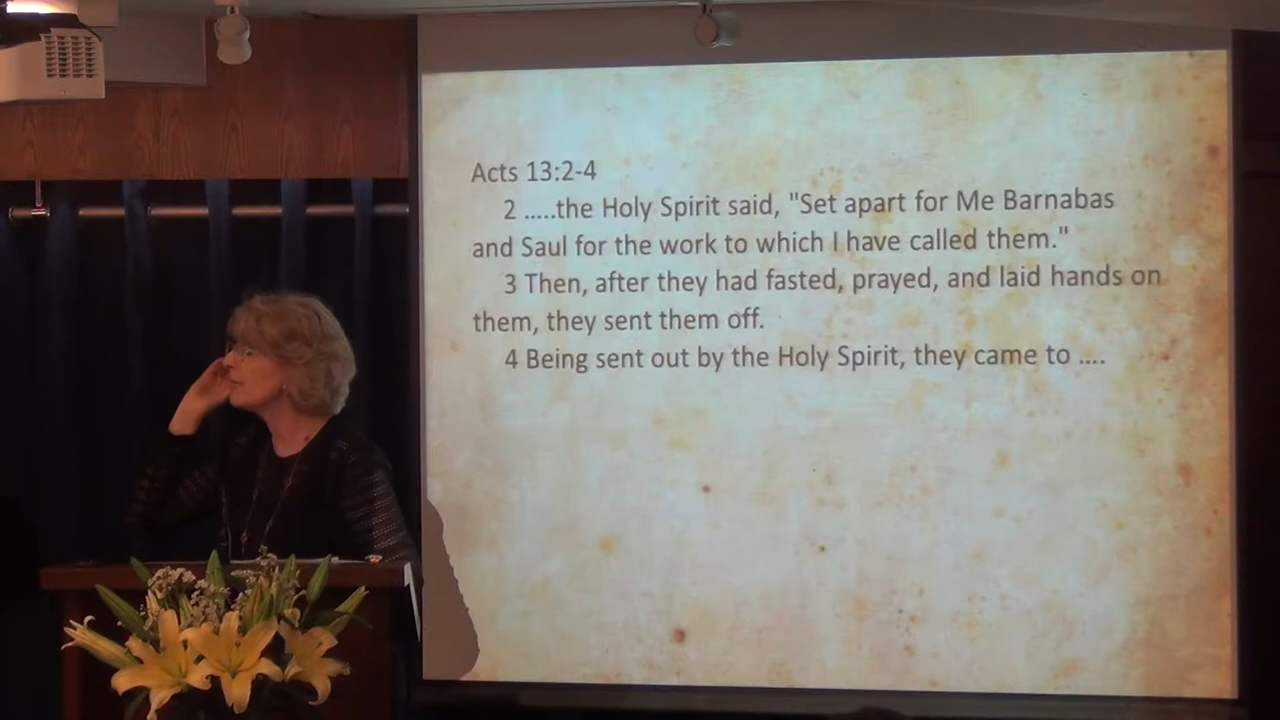 Acts 13:2-4
2 .....the Holy Spirit said, "Set apart for Me Barnabas
and Saul for the work to which I have called them."
3 Then, after they had fasted, prayed, and laid hands on
them, they sent them off.
4 Being sent out by the Holy Spirit, they came to ....